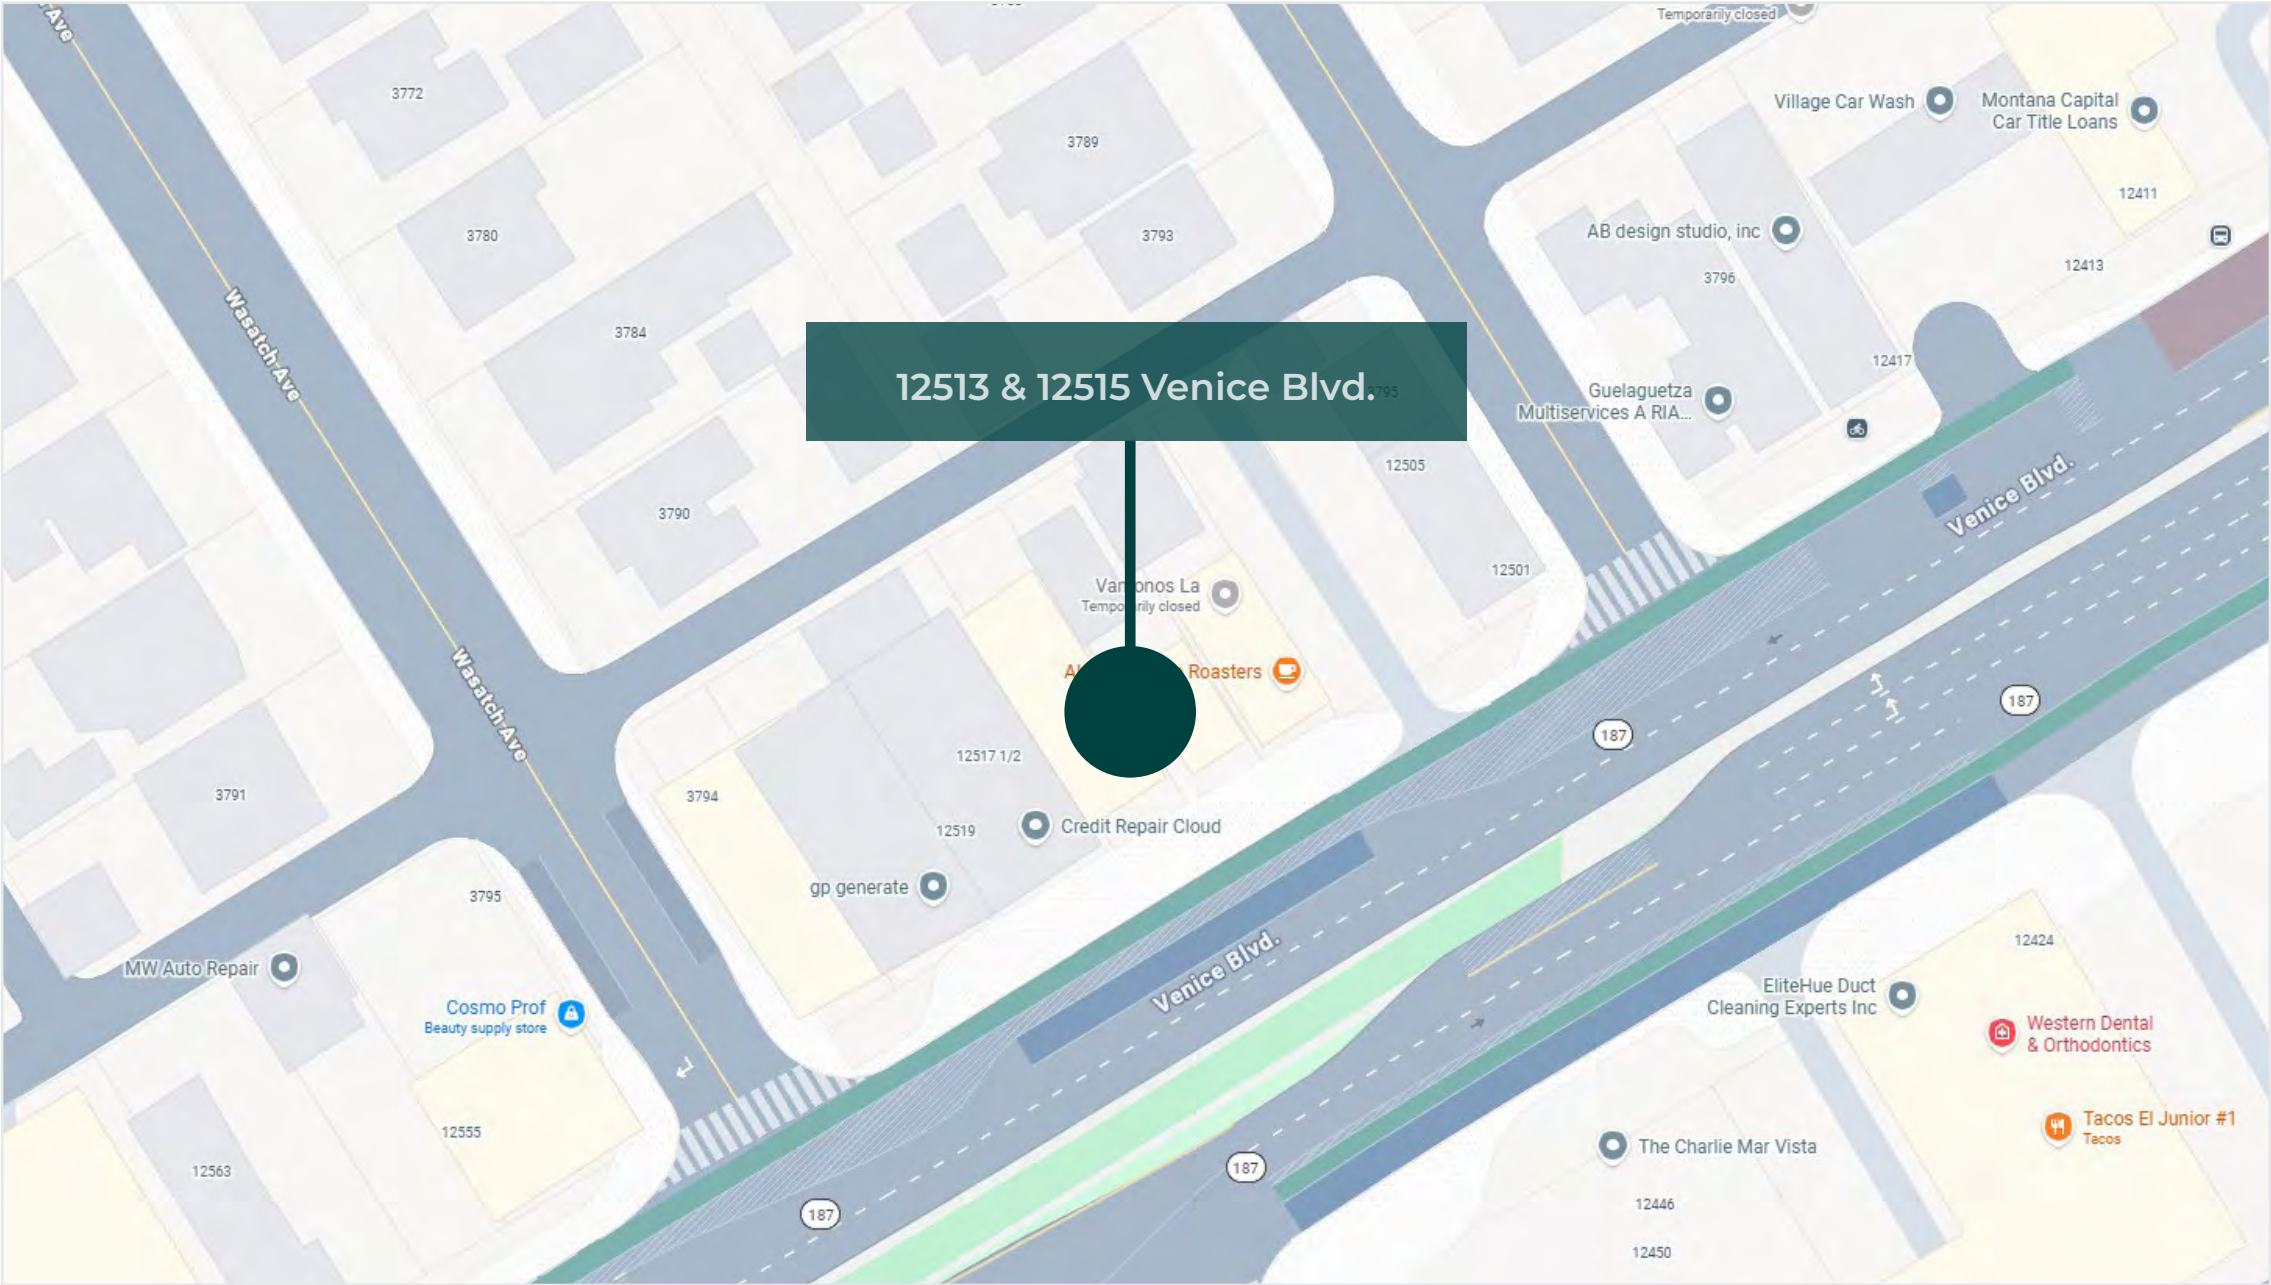 Temporarily closed
Ave
3772
Village Car Wash
Montana Capital
Car Title Loans
3789
12411
3780
3793
AB design studio, inc
12413
3796
Wasatch Ave
3784
12417
12513 & 12515 Venice Blvd.
3795
Guelaguetza
Multiservices A RIA...
12505
Venice Blvd.
3790
12501
Temporarily closed
Roasters
Wasatch Ave
187
187
12517 1/2
3791
3794
12519
Credit Repair Cloud
gp generate
3795
Venice Blvd.
12424
MW Auto Repair
EliteHue Duct
Cleaning Experts Inc
Cosmo Prof
Beauty supply store
Western Dental
& Orthodontics
12555
Tacos El Junior #1
Tacos
The Charlie Mar Vista
12563
187
187
12446
12450